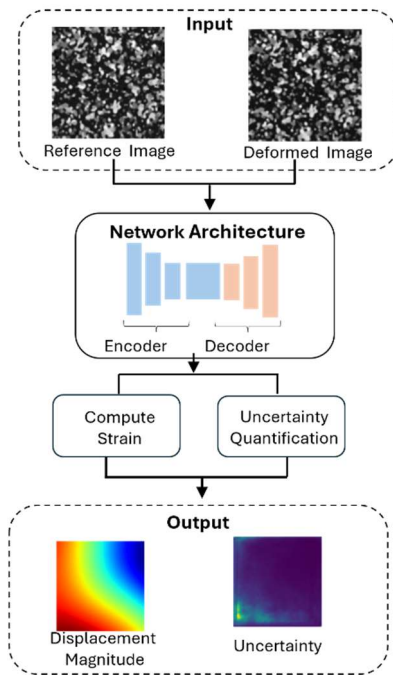 Input
Reference Image
Deformed Image
Network Architecture
Encoder
Decoder
Compute
Strain
Uncertainty
Quantification
Output
Displacement
Magnitude
Uncertainty